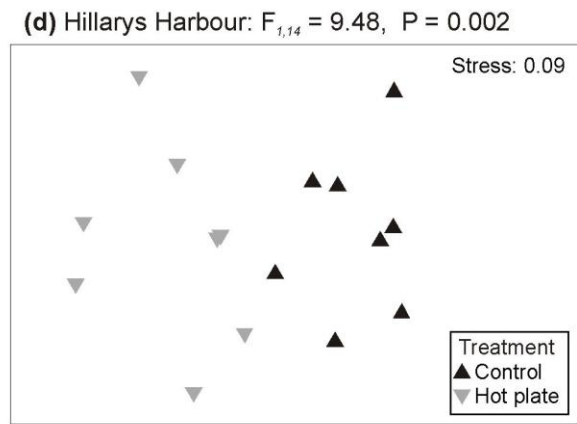 (d) Hillarys Harbour: F1,14 = 9.48, P = 0.002
Stress: 0.09
Treatment
Control
Hot plate